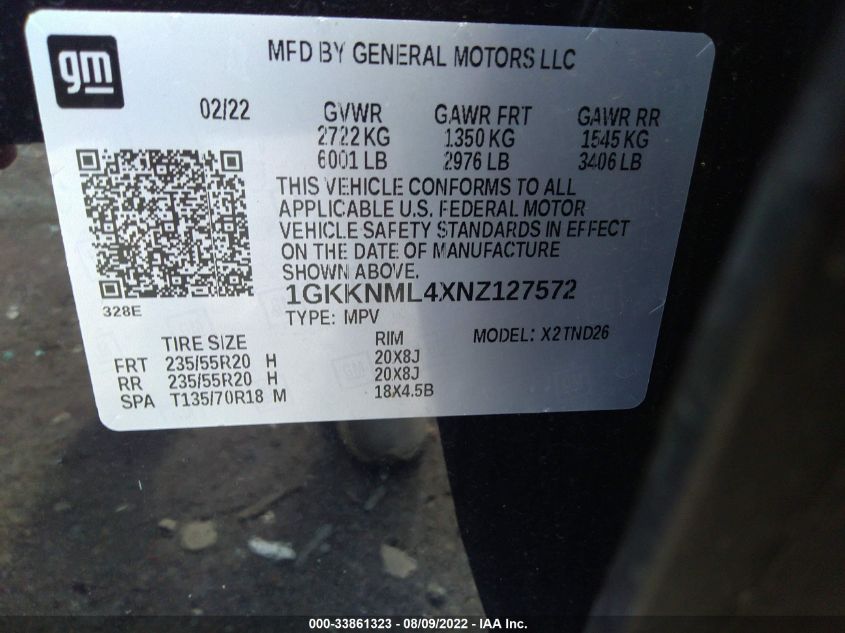 gm
MFD BY GENERAL MOTORS LLC
02/22 GVWR GAWR FRT GAWR RR
2722 KG 1350 KG 1545 KG
6001 LB 2976 LB 3406 LB
THIS VEHICLE CONFORMS TO ALL
APPLICABLE U.S. FEDERAL MOTOR
VEHICLE SAFETY STANDARDS IN EFFECT
ON THE DATE OF MANUFACTURE
SHOWN ABOVE.
1GKKNML4XNZ127572
328E
TYPE: MPV MODEL: X2TND26
TIRE SIZE RIM
FRT 235/55R20 H 20X8J
RR 235/55R20 H 20X8J
SPA T135/70R18 M 18X4.5B
000-33861323 - 08/09/2022 - IAA Inc.